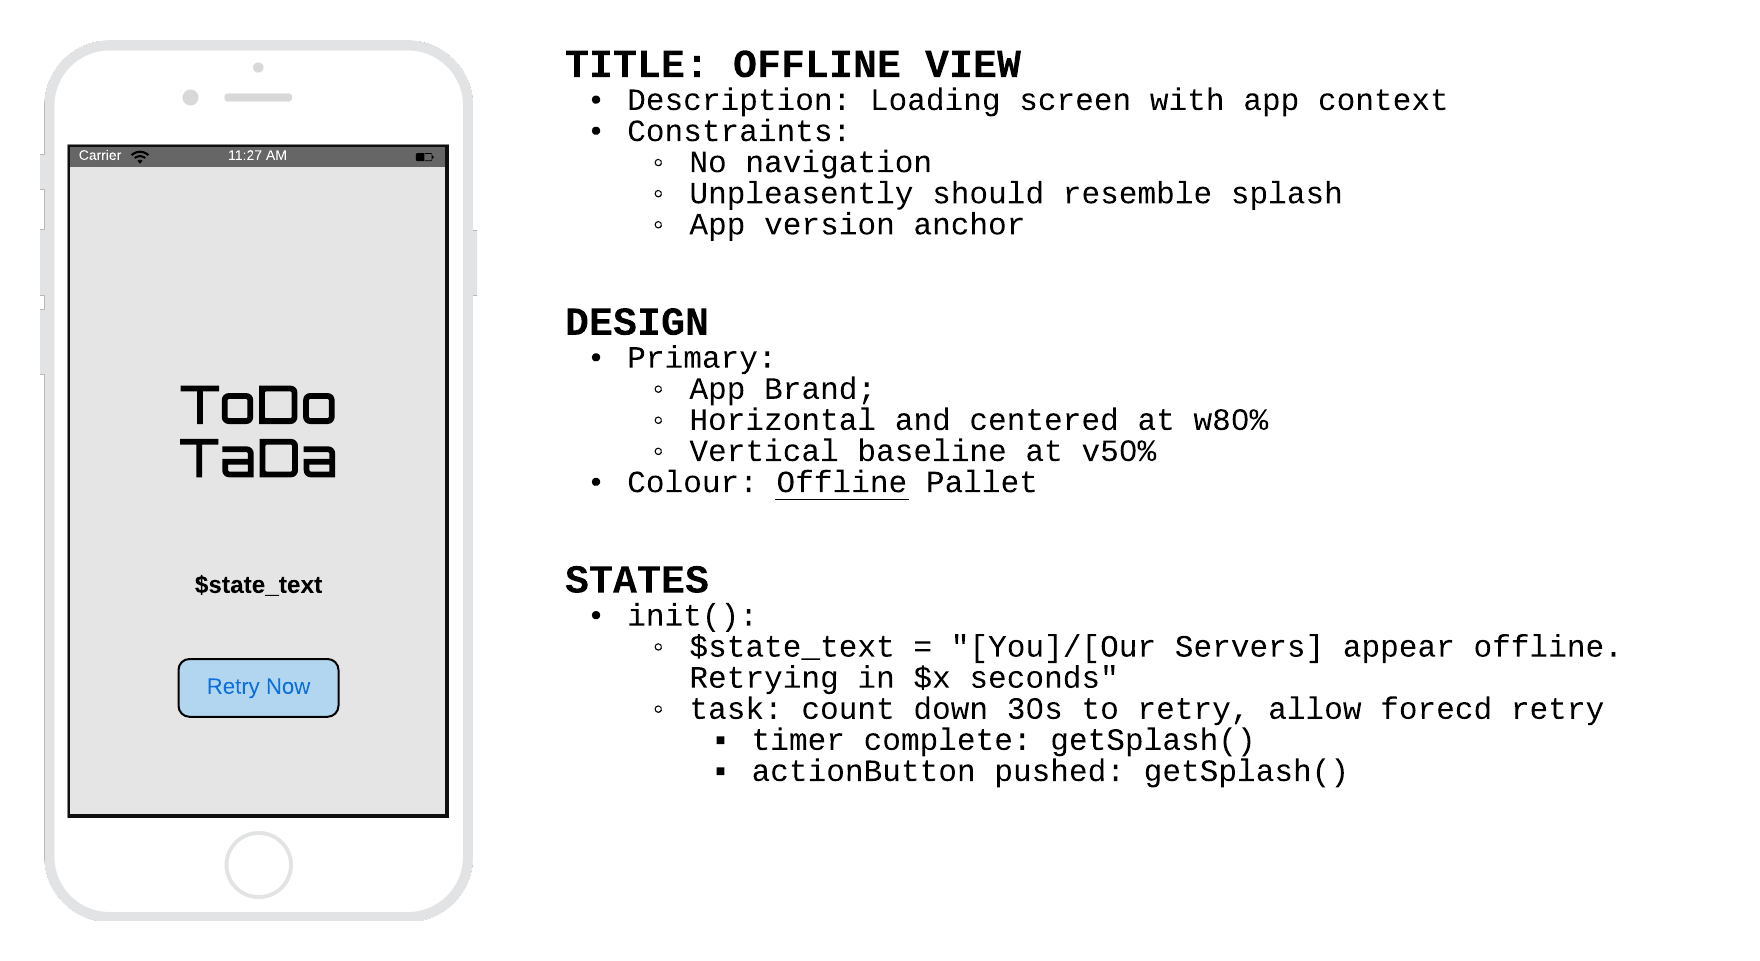 Carrier 11:27 AM
ToDo
TaDa
$state_text
Retry Now
TITLE: OFFLINE VIEW
• Description: Loading screen with app context
• Constraints:
◦ No navigation
◦ Unpleasently should resemble splash
◦ App version anchor
DESIGN
• Primary:
◦ App Brand;
◦ Horizontal and centered at w80%
◦ Vertical baseline at v50%
• Colour: Offline Pallet
STATES
• init():
◦ $state_text = "[You]/[Our Servers] appear offline.
Retrying in $x seconds"
◦ task: count down 30s to retry, allow forecd retry
▪ timer complete: getSplash()
▪ actionButton pushed: getSplash()